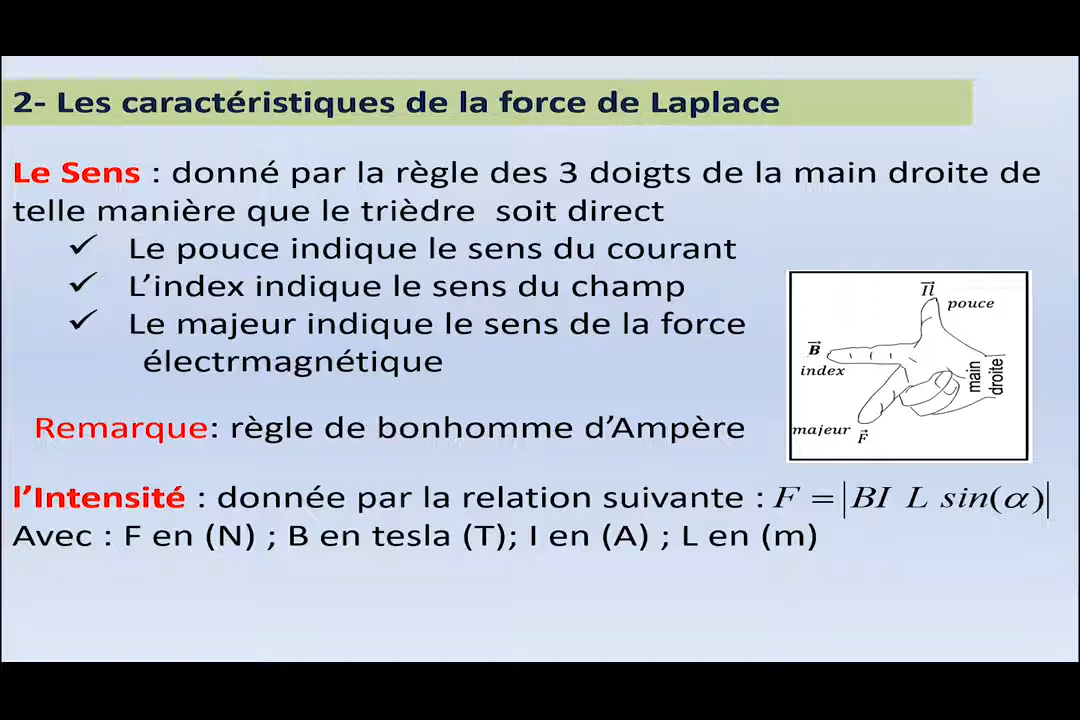 2- Les caractéristiques de la force de Laplace
Le Sens : donné par la règle des 3 doigts de la main droite de
telle manière que le trièdre soit direct
✓ Le pouce indique le sens du courant
✓ L’index indique le sens du champ
✓ Le majeur indique le sens de la force
électrmagnétique
Il
pouce
B
index
main
droite
majeur
F
Remarque: règle de bonhomme d’Ampère
l’Intensité : donnée par la relation suivante : F = |BI L sin(α)|
Avec : F en (N) ; B en tesla (T); I en (A) ; L en (m)